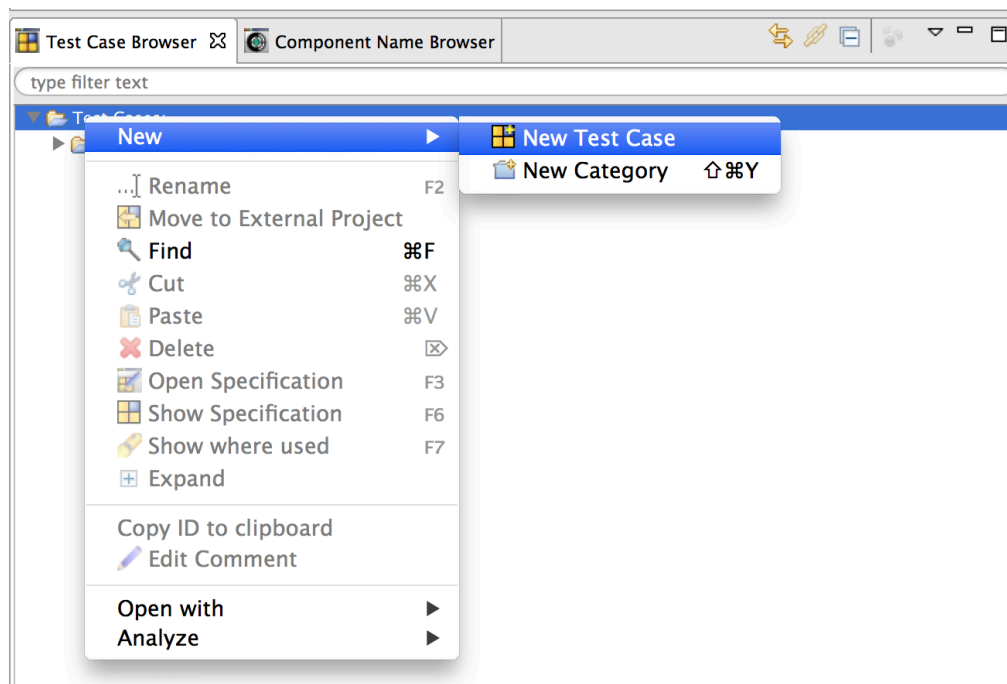 Test Case Browser
Component Name Browser
type filter text
New
New Test Case
New Category ⇧⌘Y
Rename F2
Move to External Project
Find ⌘F
Cut ⌘X
Paste ⌘V
Delete ⌦
Open Specification F3
Show Specification F6
Show where used F7
Expand
Copy ID to clipboard
Edit Comment
Open with
Analyze